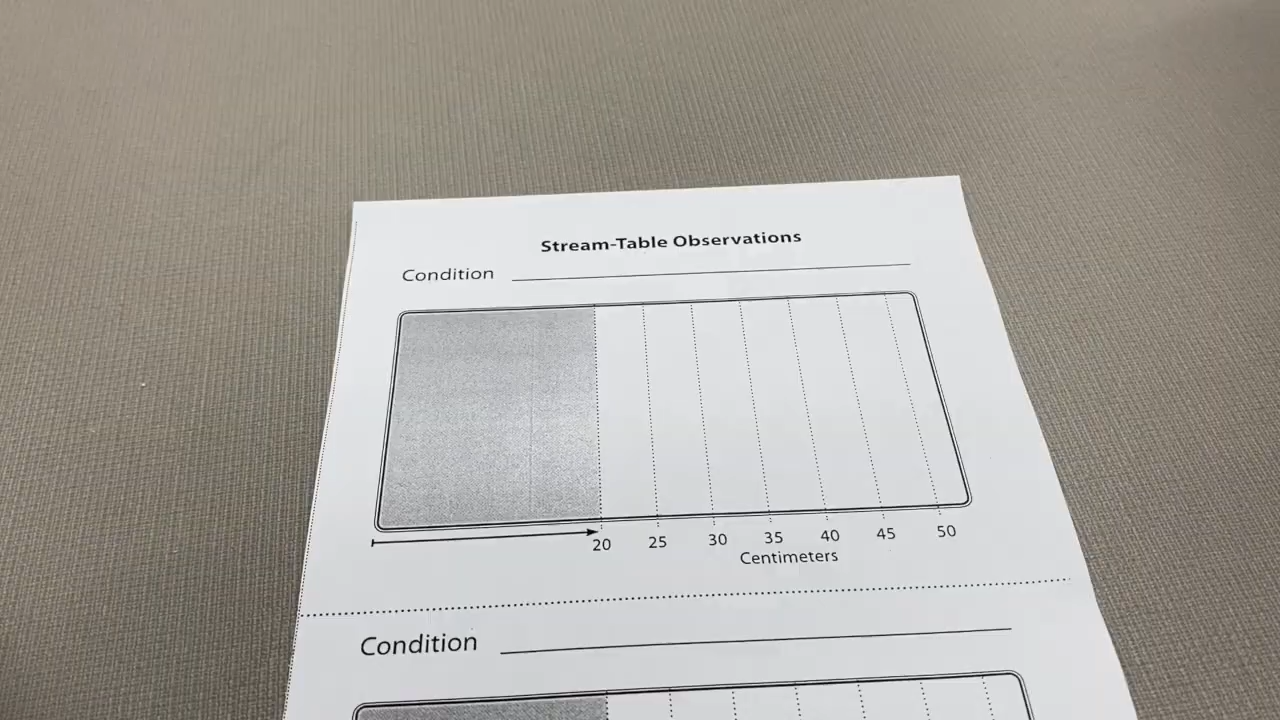 Stream-Table Observations
Condition
20 25 30 35 40 45 50
Centimeters
Condition